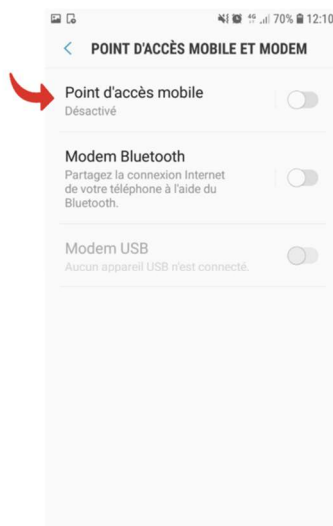 4G 70% 12:10
< POINT D'ACCÈS MOBILE ET MODEM
Point d'accès mobile
Désactivé
Modem Bluetooth
Partagez la connexion Internet
de votre téléphone à l'aide du
Bluetooth.
Modem USB
Aucun appareil USB n'est connecté.